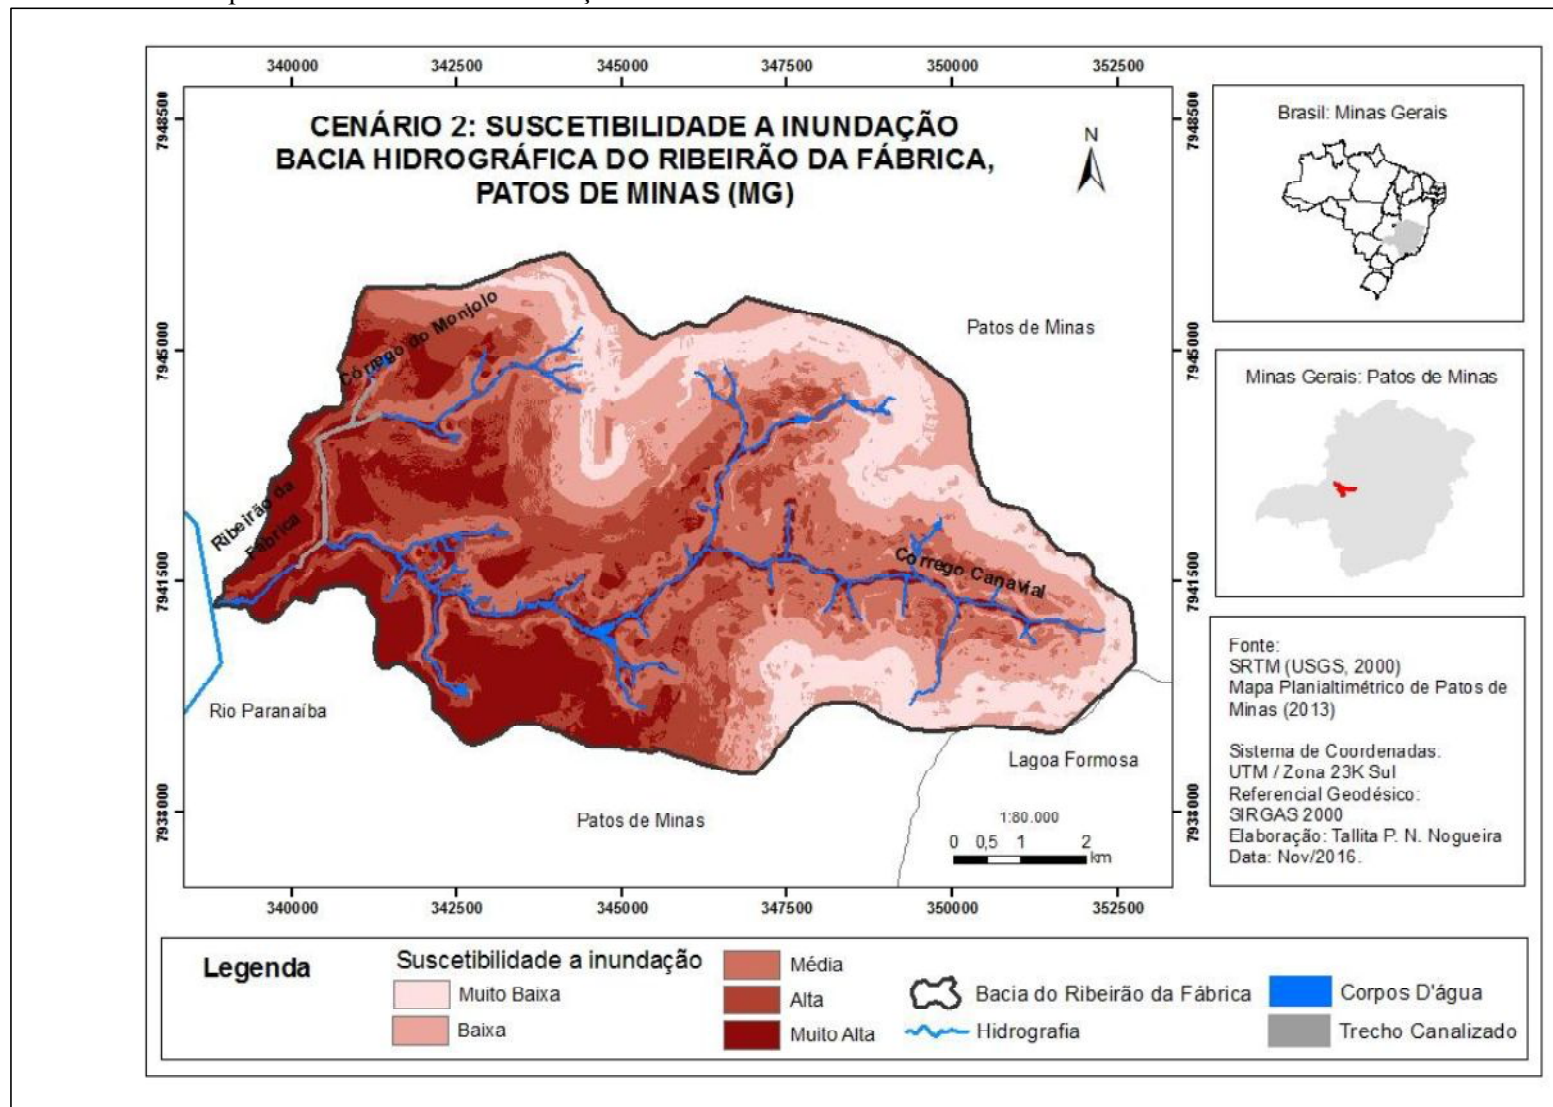 340000 342500 345000 347500 350000 352500
7948500
7945000
7941500
7938000
CENÁRIO 2: SUSCETIBILIDADE A INUNDAÇÃO
BACIA HIDROGRÁFICA DO RIBEIRÃO DA FÁBRICA,
PATOS DE MINAS (MG)
N
Córrego do Monjolo
Patos de Minas
Ribeirão da
Fábrica
Córrego Canavial
Rio Paranaíba
Lagoa Formosa
Patos de Minas
1:80.000
0 0,5 1 2
km
7948500
7945000
7941500
7938000
340000 342500 345000 347500 350000 352500
Brasil: Minas Gerais
Minas Gerais: Patos de Minas
Fonte:
SRTM (USGS, 2000)
Mapa Planialtimétrico de Patos de
Minas (2013)
Sistema de Coordenadas:
UTM / Zona 23K Sul
Referencial Geodésico:
SIRGAS 2000
Elaboração: Tallita P. N. Nogueira
Data: Nov/2016.
Legenda
Suscetibilidade a inundação
Muito Baixa
Baixa
Média
Alta
Muito Alta
Bacia do Ribeirão da Fábrica
Hidrografia
Corpos D'água
Trecho Canalizado